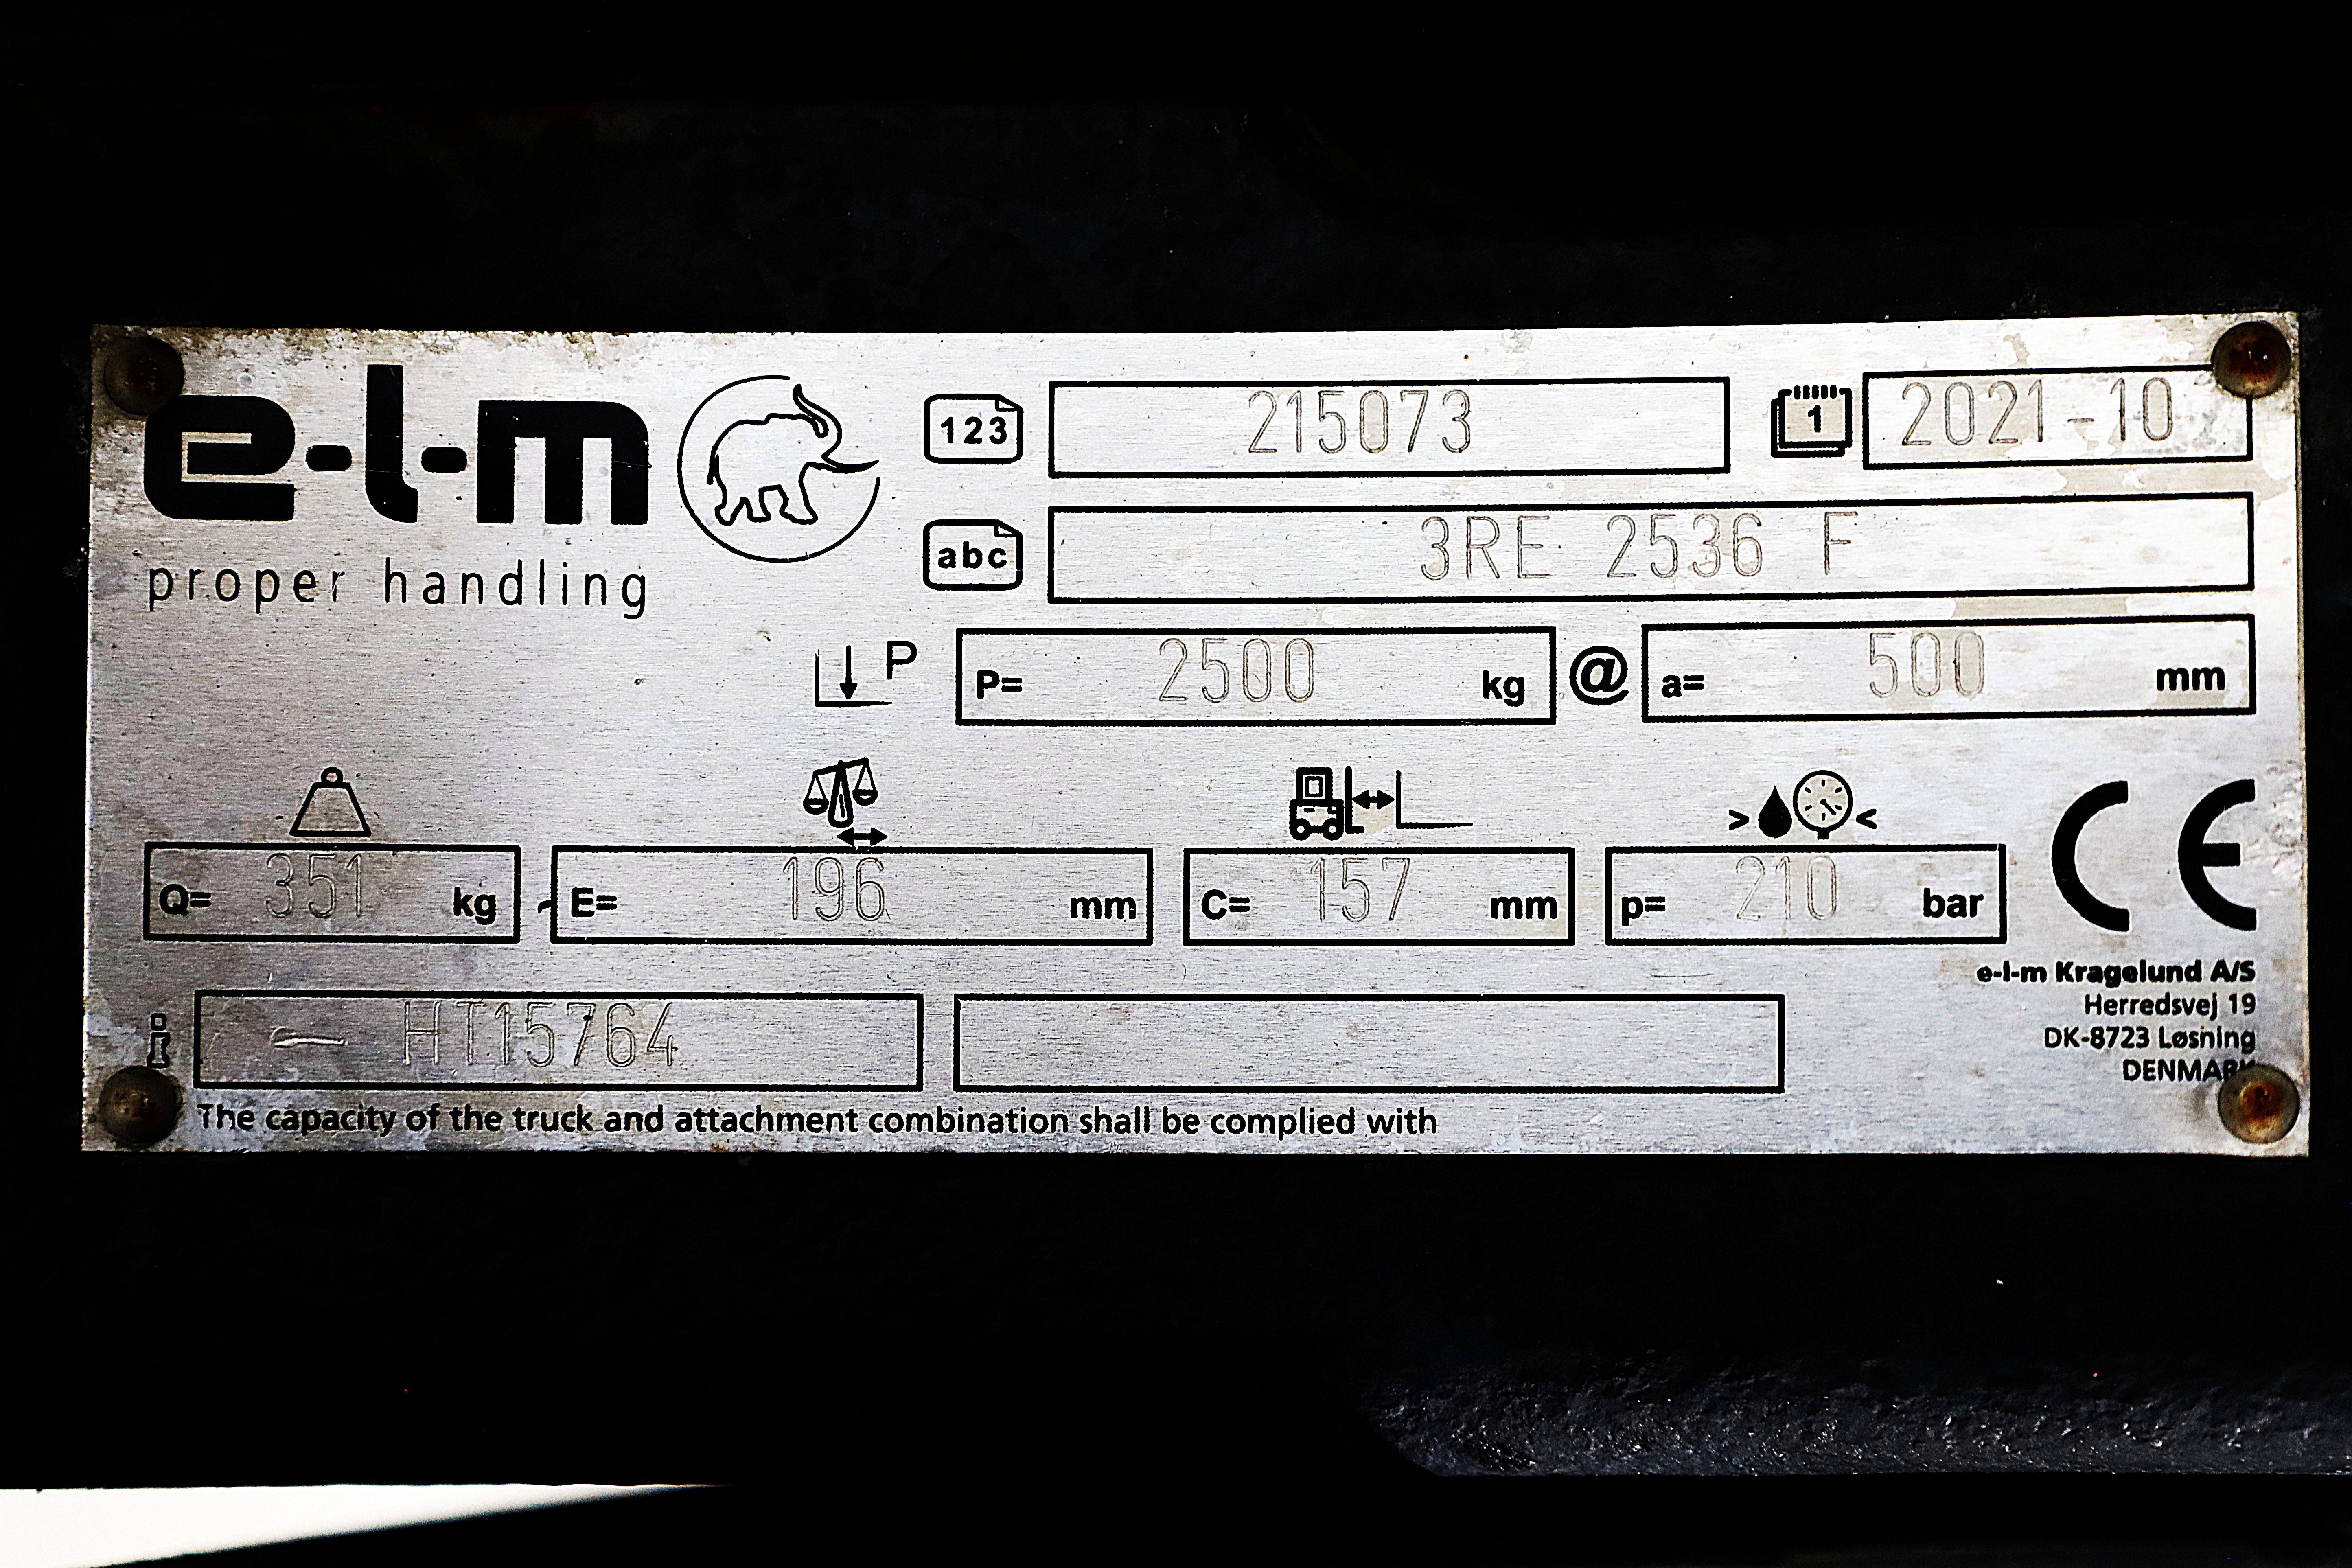 e-l-m
proper handling
123 215073 1 2021-10
abc 3RE 2536 F
P P= 2500 kg @ a= 500 mm
Q= 351 kg E= 196 mm C= 157 mm p= 210 bar
CE
i HT15764
e-l-m Kragelund A/S
Herredsvej 19
DK-8723 Løsning
DENMARK
The capacity of the truck and attachment combination shall be complied with